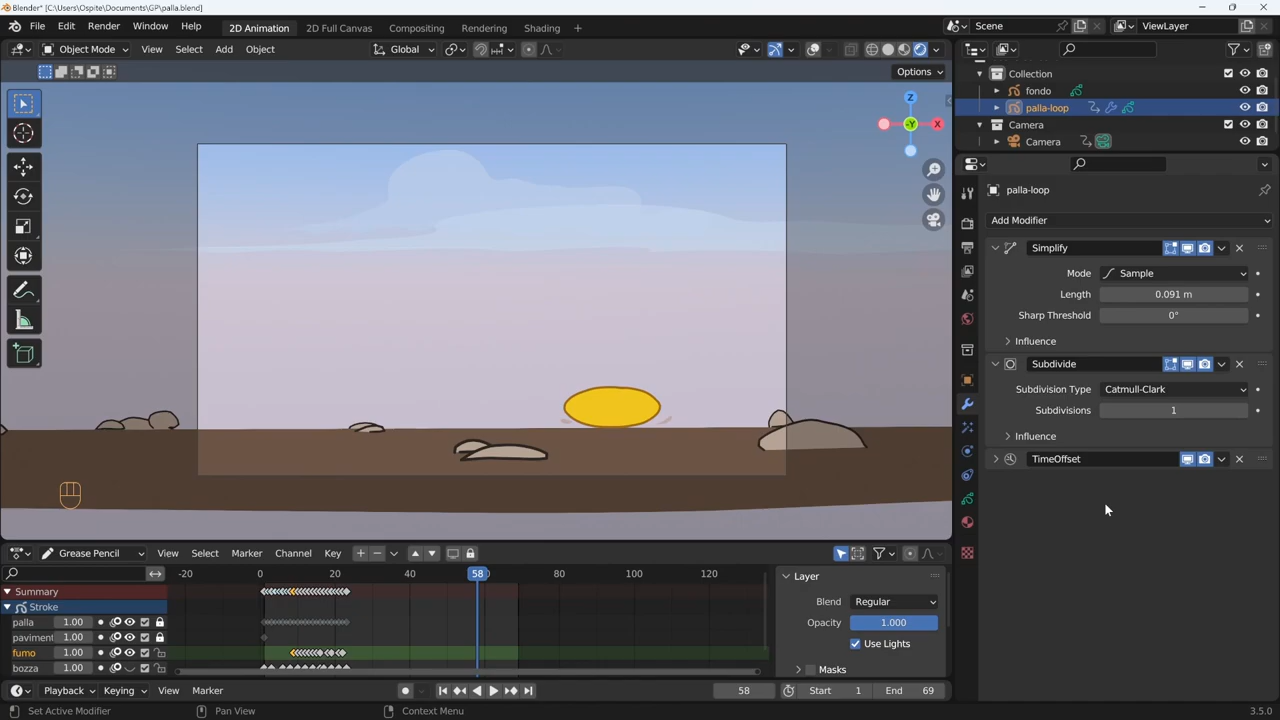 Blender* [C:\Users\Ospite\Documents\GP\palla.blend]
File Edit Render Window Help
2D Animation 2D Full Canvas Compositing Rendering Shading +
Scene ViewLayer
Object Mode View Select Add Object
Global
Options
Z
-Y X
Collection
fondo
palla-loop
Camera
Camera
palla-loop
Add Modifier
Simplify
Mode Sample
Length 0.091 m
Sharp Threshold 0°
Influence
Subdivide
Subdivision Type Catmull-Clark
Subdivisions 1
Influence
TimeOffset
Grease Pencil View Select Marker Channel Key
-20 0 20 40 58 80 100 120
Summary
Stroke
palla 1.00
paviment 1.00
fumo 1.00
bozza 1.00
Layer
Blend Regular
Opacity 1.000
Use Lights
Masks
Playback Keying View Marker
58 Start 1 End 69
Set Active Modifier Pan View Context Menu 3.5.0